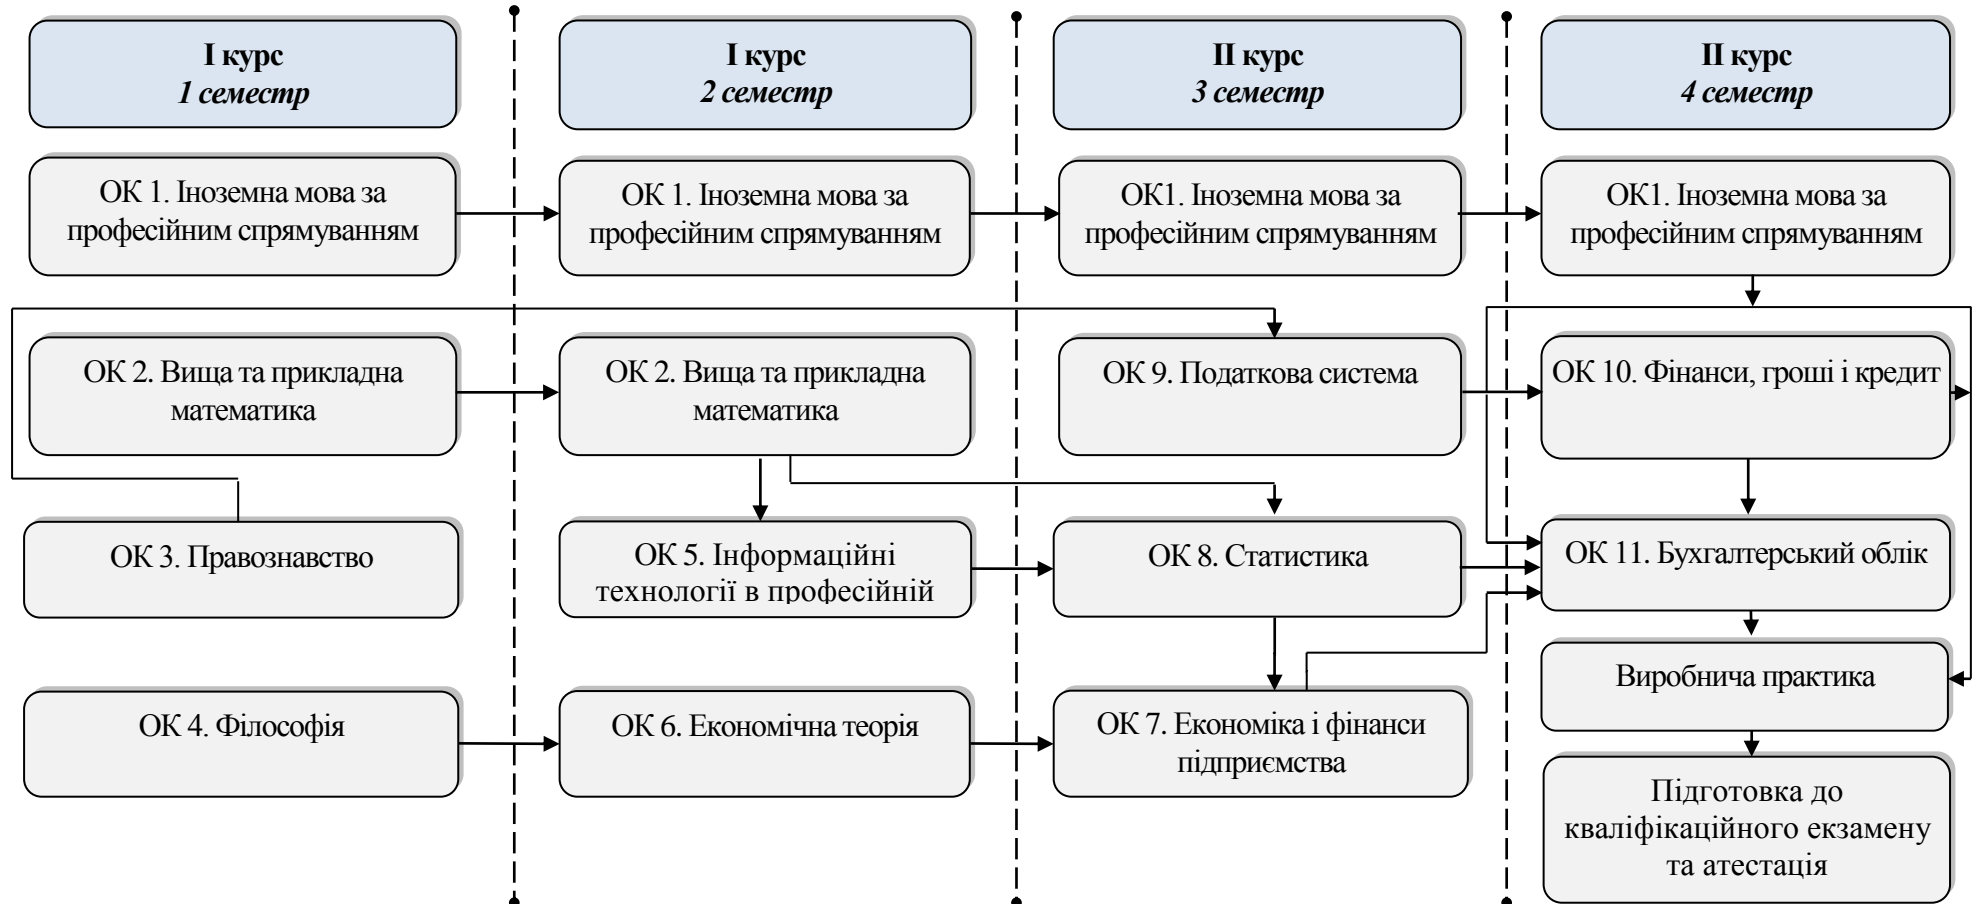 І курс
1 семестр
І курс
2 семестр
ІІ курс
3 семестр
ІІ курс
4 семестр
ОК 1. Іноземна мова за
професійним спрямуванням
ОК 1. Іноземна мова за
професійним спрямуванням
ОК1. Іноземна мова за
професійним спрямуванням
ОК1. Іноземна мова за
професійним спрямуванням
ОК 2. Вища та прикладна
математика
ОК 2. Вища та прикладна
математика
ОК 9. Податкова система
ОК 10. Фінанси, гроші і кредит
ОК 3. Правознавство
ОК 5. Інформаційні
технології в професійній
ОК 8. Статистика
ОК 11. Бухгалтерський облік
Виробнича практика
ОК 4. Філософія
ОК 6. Економічна теорія
ОК 7. Економіка і фінанси
підприємства
Підготовка до
кваліфікаційного екзамену
та атестація